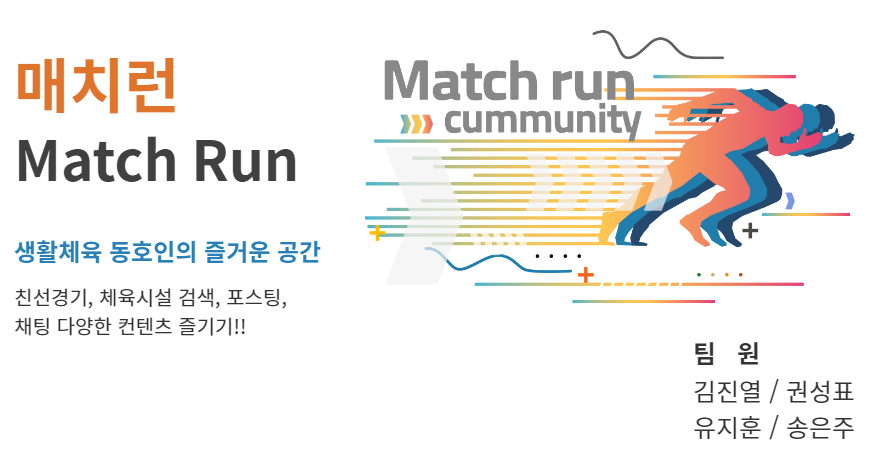 매치런
Match Run
생활체육 동호인의 즐거운 공간
친선경기, 체육시설 검색, 포스팅,
채팅 다양한 컨텐츠 즐기기!!
Match run
cummunity
팀 원
김진열 / 권성표
유지훈 / 송은주